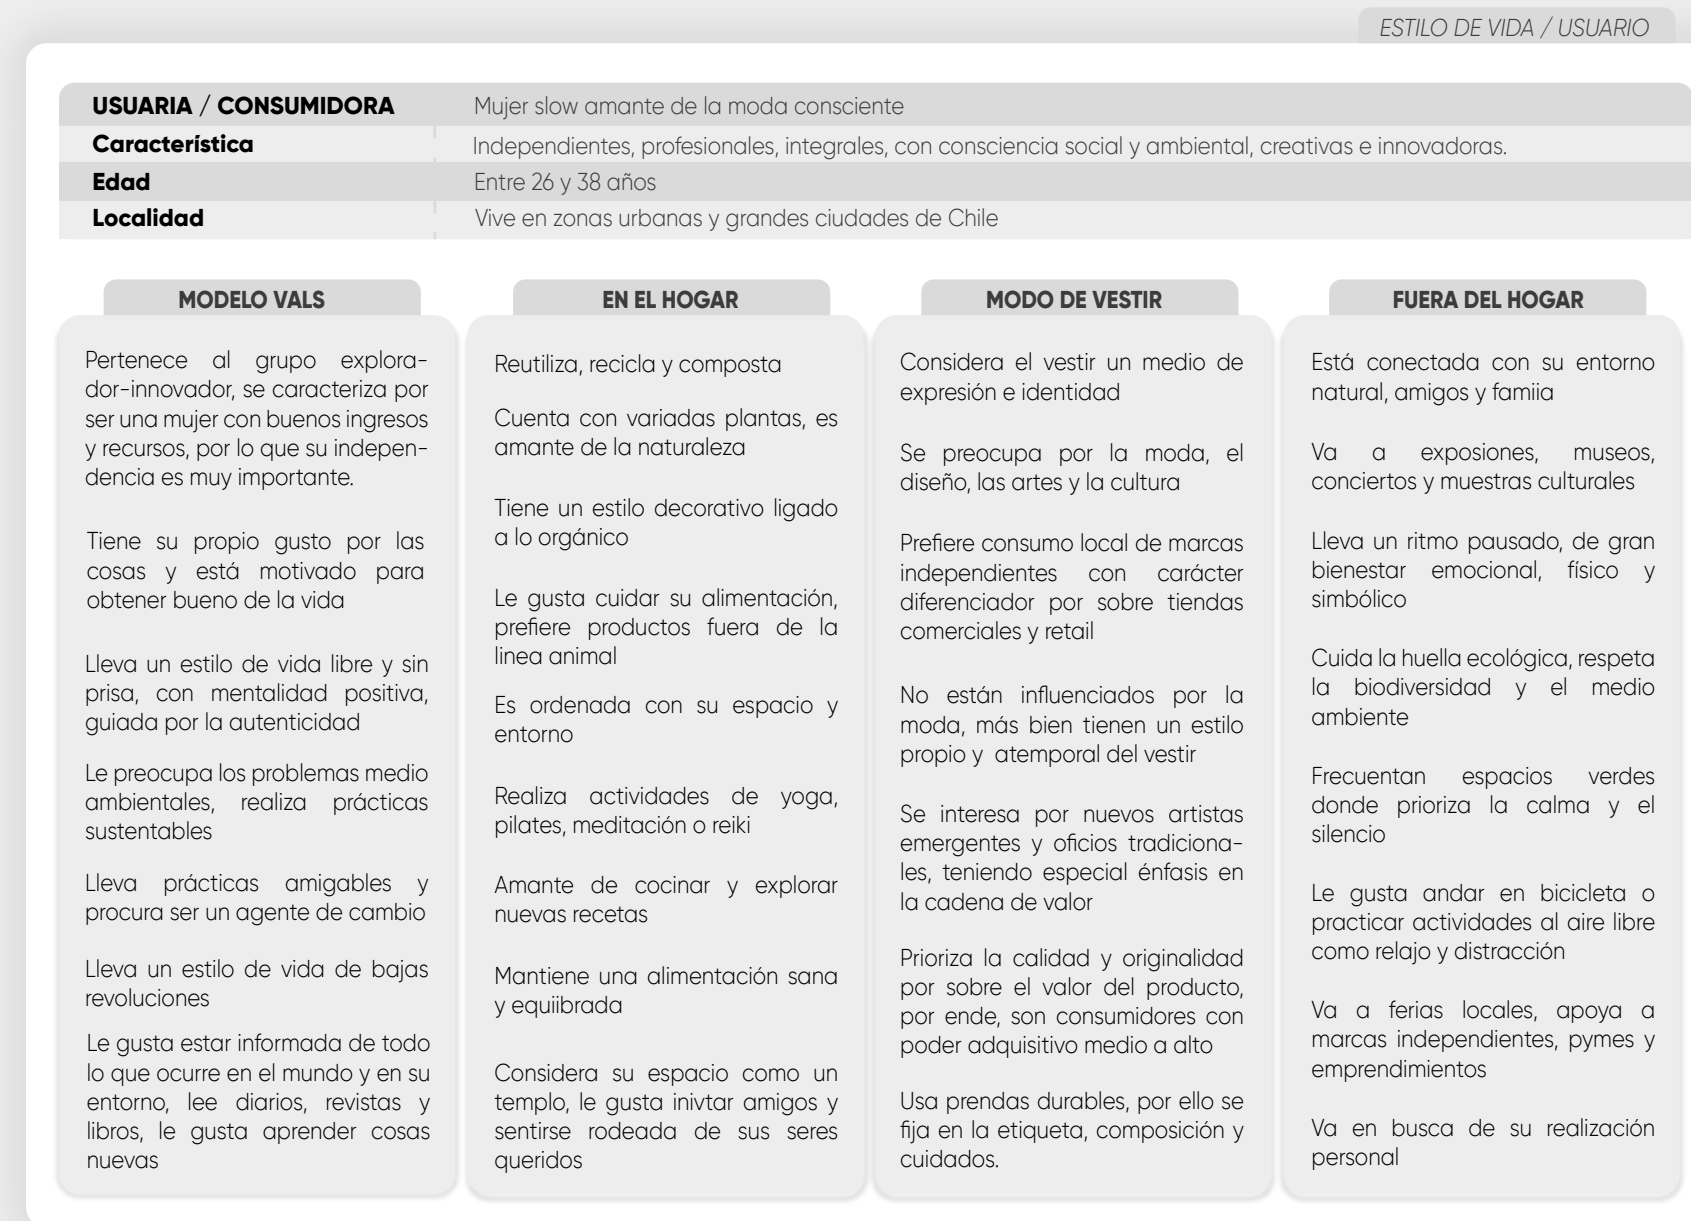 ESTILO DE VIDA / USUARIO
USUARIA / CONSUMIDORA Mujer slow amante de la moda consciente
Característica Independientes, profesionales, integrales, con consciencia social y ambiental, creativas e innovadoras.
Edad Entre 26 y 38 años
Localidad Vive en zonas urbanas y grandes ciudades de Chile
MODELO VALS
Pertenece al grupo explora-
dor-innovador, se caracteriza por
ser una mujer con buenos ingresos
y recursos, por lo que su indepen-
dencia es muy importante.
Tiene su propio gusto por las
cosas y está motivado para
obtener bueno de la vida
Lleva un estilo de vida libre y sin
prisa, con mentalidad positiva,
guiada por la autenticidad
Le preocupa los problemas medio
ambientales, realiza prácticas
sustentables
Lleva prácticas amigables y
procura ser un agente de cambio
Lleva un estilo de vida de bajas
revoluciones
Le gusta estar informada de todo
lo que ocurre en el mundo y en su
entorno, lee diarios, revistas y
libros, le gusta aprender cosas
nuevas
EN EL HOGAR
Reutiliza, recicla y composta
Cuenta con variadas plantas, es
amante de la naturaleza
Tiene un estilo decorativo ligado
a lo orgánico
Le gusta cuidar su alimentación,
prefiere productos fuera de la
linea animal
Es ordenada con su espacio y
entorno
Realiza actividades de yoga,
pilates, meditación o reiki
Amante de cocinar y explorar
nuevas recetas
Mantiene una alimentación sana
y equiibrada
Considera su espacio como un
templo, le gusta inivtar amigos y
sentirse rodeada de sus seres
queridos
MODO DE VESTIR
Considera el vestir un medio de
expresión e identidad
Se preocupa por la moda, el
diseño, las artes y la cultura
Prefiere consumo local de marcas
independientes con carácter
diferenciador por sobre tiendas
comerciales y retail
No están influenciados por la
moda, más bien tienen un estilo
propio y atemporal del vestir
Se interesa por nuevos artistas
emergentes y oficios tradiciona-
les, teniendo especial énfasis en
la cadena de valor
Prioriza la calidad y originalidad
por sobre el valor del producto,
por ende, son consumidores con
poder adquisitivo medio a alto
Usa prendas durables, por ello se
fija en la etiqueta, composición y
cuidados.
FUERA DEL HOGAR
Está conectada con su entorno
natural, amigos y famiia
Va a exposiones, museos,
conciertos y muestras culturales
Lleva un ritmo pausado, de gran
bienestar emocional, físico y
simbólico
Cuida la huella ecológica, respeta
la biodiversidad y el medio
ambiente
Frecuentan espacios verdes
donde prioriza la calma y el
silencio
Le gusta andar en bicicleta o
practicar actividades al aire libre
como relajo y distracción
Va a ferias locales, apoya a
marcas independientes, pymes y
emprendimientos
Va en busca de su realización
personal